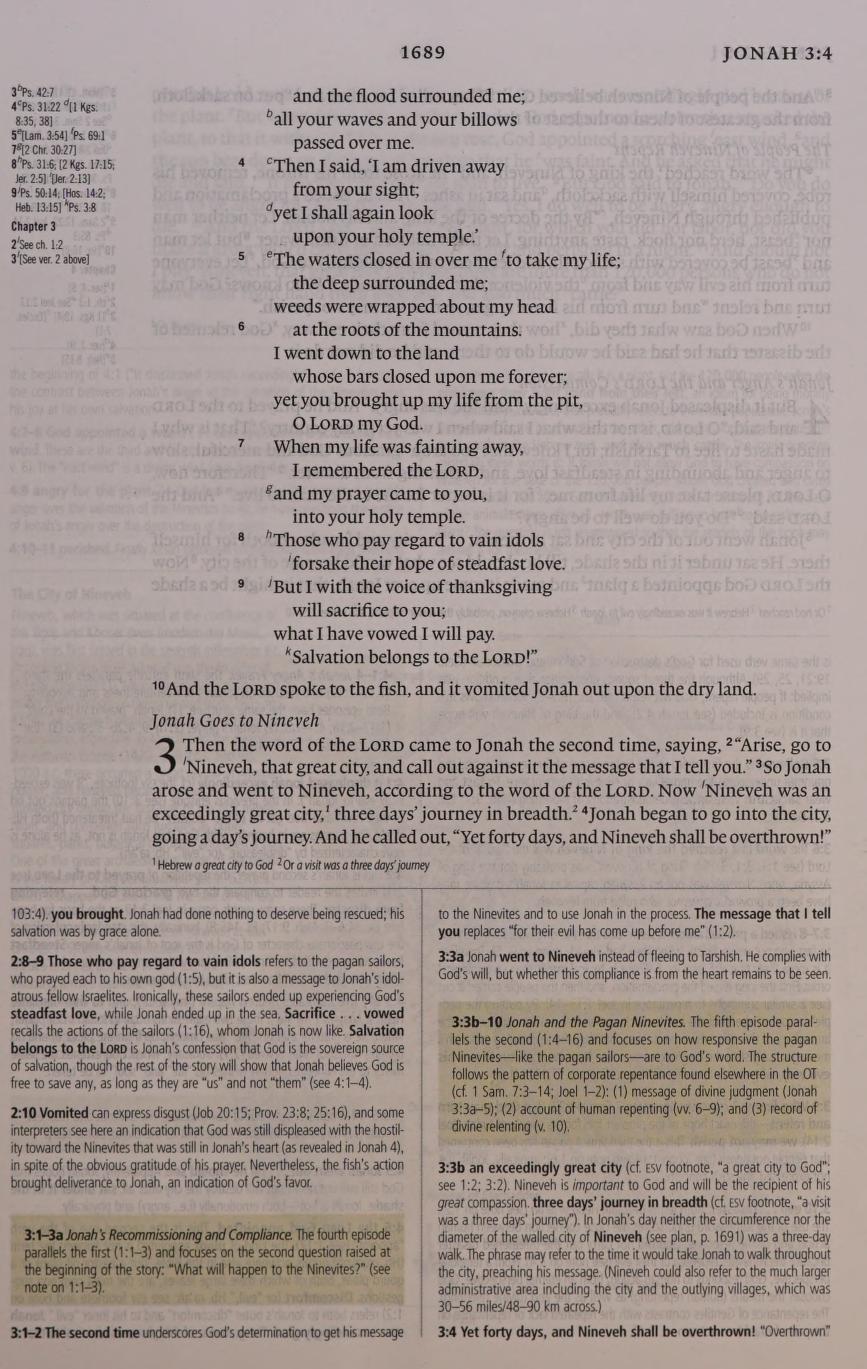 1689
JONAH 3:4
3ᵇPs. 42:7
4ᶜPs. 31:22 ᵈ[1 Kgs.
8:35, 38]
5ᵉ[Lam. 3:54] ᶠPs. 69:1
7ᵍ[2 Chr. 30:27]
8ʰPs. 31:6; [2 Kgs. 17:15;
Jer. 2:5] ⁱ[Jer. 2:13]
9ʲPs. 50:14; [Hos. 14:2;
Heb. 13:15] ᵏPs. 3:8
Chapter 3
2ˡSee ch. 1:2
3ˡ[See ver. 2 above]
and the flood surrounded me;
ᵇall your waves and your billows
passed over me.
4 ᶜThen I said, ‘I am driven away
from your sight;
ᵈyet I shall again look
upon your holy temple.’
5 ᵉThe waters closed in over me ᶠto take my life;
the deep surrounded me;
weeds were wrapped about my head
6 at the roots of the mountains.
I went down to the land
whose bars closed upon me forever;
yet you brought up my life from the pit,
O LORD my God.
7 When my life was fainting away,
I remembered the LORD,
ᵍand my prayer came to you,
into your holy temple.
8 ʰThose who pay regard to vain idols
ⁱforsake their hope of steadfast love.
9 ʲBut I with the voice of thanksgiving
will sacrifice to you;
what I have vowed I will pay.
ᵏSalvation belongs to the LORD!”
¹⁰And the LORD spoke to the fish, and it vomited Jonah out upon the dry land.
Jonah Goes to Nineveh
3 Then the word of the LORD came to Jonah the second time, saying, ²“Arise, go to
ˡNineveh, that great city, and call out against it the message that I tell you.” ³So Jonah
arose and went to Nineveh, according to the word of the LORD. Now ˡNineveh was an
exceedingly great city,¹ three days’ journey in breadth.² ⁴Jonah began to go into the city,
going a day’s journey. And he called out, “Yet forty days, and Nineveh shall be overthrown!”
¹ Hebrew a great city to God ² Or a visit was a three days’ journey
103:4). you brought. Jonah had done nothing to deserve being rescued; his
salvation was by grace alone.
2:8–9 Those who pay regard to vain idols refers to the pagan sailors,
who prayed each to his own god (1:5), but it is also a message to Jonah’s idol-
atrous fellow Israelites. Ironically, these sailors ended up experiencing God’s
steadfast love, while Jonah ended up in the sea. Sacrifice . . . vowed
recalls the actions of the sailors (1:16), whom Jonah is now like. Salvation
belongs to the LORD is Jonah’s confession that God is the sovereign source
of salvation, though the rest of the story will show that Jonah believes God is
free to save any, as long as they are “us” and not “them” (see 4:1–4).
2:10 Vomited can express disgust (Job 20:15; Prov. 23:8; 25:16), and some
interpreters see here an indication that God was still displeased with the hostil-
ity toward the Ninevites that was still in Jonah’s heart (as revealed in Jonah 4),
in spite of the obvious gratitude of his prayer. Nevertheless, the fish’s action
brought deliverance to Jonah, an indication of God’s favor.
3:1–3a Jonah’s Recommissioning and Compliance. The fourth episode
parallels the first (1:1–3) and focuses on the second question raised at
the beginning of the story: “What will happen to the Ninevites?” (see
note on 1:1–3).
3:1–2 The second time underscores God’s determination to get his message
to the Ninevites and to use Jonah in the process. The message that I tell
you replaces “for their evil has come up before me” (1:2).
3:3a Jonah went to Nineveh instead of fleeing to Tarshish. He complies with
God’s will, but whether this compliance is from the heart remains to be seen.
3:3b–10 Jonah and the Pagan Ninevites. The fifth episode paral-
lels the second (1:4–16) and focuses on how responsive the pagan
Ninevites—like the pagan sailors—are to God’s word. The structure
follows the pattern of corporate repentance found elsewhere in the OT
(cf. 1 Sam. 7:3–14; Joel 1–2): (1) message of divine judgment (Jonah
3:3a–5); (2) account of human repenting (vv. 6–9); and (3) record of
divine relenting (v. 10).
3:3b an exceedingly great city (cf. ESV footnote, “a great city to God”;
see 1:2; 3:2). Nineveh is important to God and will be the recipient of his
great compassion. three days’ journey in breadth (cf. ESV footnote, “a visit
was a three days’ journey”). In Jonah’s day neither the circumference nor the
diameter of the walled city of Nineveh (see plan, p. 1691) was a three-day
walk. The phrase may refer to the time it would take Jonah to walk throughout
the city, preaching his message. (Nineveh could also refer to the much larger
administrative area including the city and the outlying villages, which was
30–56 miles/48–90 km across.)
3:4 Yet forty days, and Nineveh shall be overthrown! “Overthrown”